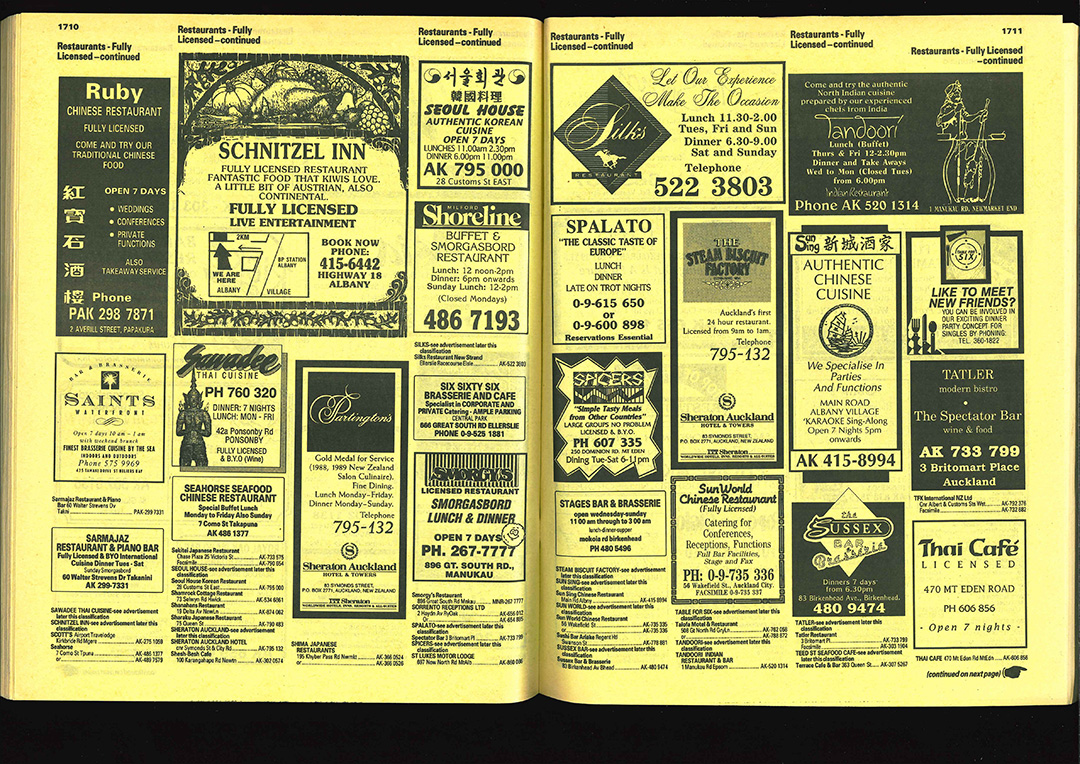 1710
Restaurants - Fully
Licensed–continued
Ruby
CHINESE RESTAURANT
FULLY LICENSED
COME AND TRY OUR
TRADITIONAL CHINESE
FOOD
紅
寶
石
酒
樓
OPEN 7 DAYS
• WEDDINGS
• CONFERENCES
• PRIVATE
FUNCTIONS
ALSO
TAKEAWAY SERVICE
Phone
PAK 298 7871
2 AVERILL STREET, PAPAKURA
BAR & BRASSERIE
SAINTS
WATERFRONT
Open 7 days 10 am - 1 am
with weekend brunch
FINEST BRASSERIE CUISINE BY THE SEA
INDOORS AND OUTDOORS
Phone 575 9969
425 TAMAKI DRIVE ST HELIERS BAY
Sarmajaz Restaurant & Piano
Bar 60 Walter Strevens Dv
Takni PAK-299 7331
SARMAJAZ
RESTAURANT & PIANO BAR
Fully Licensed & BYO International
Cuisine Dinner Tues - Sat
Sunday Smorgasbord
60 Walter Strevens Dr Takanini
AK 299-7331
SAWADEE THAI CUISINE-see advertisement
later this classification
SCHNITZEL INN-see advertisement later this
classification
SCOTT'S Airport Travelodge
Kirkbride Rd Mgere AK-275 1059
Seahorse
7 Como St Tpuna AK-486 1377
or AK-489 7579
Restaurants - Fully
Licensed–continued
SCHNITZEL INN
FULLY LICENSED RESTAURANT
FANTASTIC FOOD THAT KIWIS LOVE.
A LITTLE BIT OF AUSTRIAN, ALSO
CONTINENTAL.
FULLY LICENSED
LIVE ENTERTAINMENT
2KM
WE ARE
HERE
BP STATION
ALBANY
ALBANY
VILLAGE
BOOK NOW
PHONE:
415-6442
HIGHWAY 18
ALBANY
Sawadee
THAI CUISINE
PH 760 320
DINNER: 7 NIGHTS
LUNCH: MON - FRI
42a Ponsonby Rd
PONSONBY
FULLY LICENSED
& B.Y.O (Wine)
SEAHORSE SEAFOOD
CHINESE RESTAURANT
Special Buffet Lunch
Monday to Friday Also Sunday
7 Como St Takapuna
AK 486 1377
Sekitei Japanese Restaurant
Chase Plaza 25 Victoria St AK-733 575
Facsimile AK-790 654
SEOUL HOUSE-see advertisement later this
classification
Seoul House Korean Restaurant
28 Customs St East AK-795 000
Shamrock Cottage Restaurant
73 Selwyn Rd Hwick AK-534 6061
Shanahans Restaurant
19 Delta Av Nwlyn AK-874 062
Sharaku Japanese Restaurant
75 Queen St AK-790 483
SHERATON AUCKLAND-see advertisement
later this classification
SHERATON AUCKLAND HOTEL
cnr Symonds St & City Rd AK-795 132
Shesh-Besh Cafe
100 Karangahape Rd Nwtn AK-302 0574
Partington's
Gold Medal for Service
(1988, 1989 New Zealand
Salon Culinaire).
Fine Dining.
Lunch Monday-Friday.
Dinner Monday-Sunday.
Telephone
795-132
Sheraton Auckland
HOTEL & TOWERS
83 SYMONDS STREET,
P.O. BOX 2771, AUCKLAND, NEW ZEALAND
ITT Sheraton
WORLDWIDE HOTELS, INNS, RESORTS & ALL-SUITES
SHIMA JAPANESE
RESTAURANTS
195 Khyber Pass Rd Nwmkt AK-366 0524
or AK-366 0526
Restaurants - Fully
Licensed–continued
서울회관
韓國料理
SEOUL HOUSE
AUTHENTIC KOREAN
CUISINE
OPEN 7 DAYS
LUNCHES 11.00am 2.30pm
DINNER 6.00pm 11.00pm
AK 795 000
28 Customs St EAST
MILFORD
Shoreline
BUFFET &
SMORGASBORD
RESTAURANT
Lunch: 12 noon-2pm
Dinner: 6pm onwards
Sunday Lunch: 12-2pm
(Closed Mondays)
486 7193
SILKS-see advertisement later this
classification
Silks Restaurant New Strand
Ellerslie Racecourse Eslie AK-522 3803
SIX SIXTY SIX
BRASSERIE AND CAFE
Specialist in CORPORATE AND
PRIVATE Catering - AMPLE PARKING
CENTRAL PARK
666 GREAT SOUTH RD ELLERSLIE
PHONE 0-9-525 1881
SMORGYS
LICENSED RESTAURANT
SMORGASBORD
LUNCH & DINNER
OPEN 7 DAYS
PH. 267-7777
896 GT. SOUTH RD.,
MANUKAU
Smorgy's Restaurant
896 Great South Rd Mnkau MNR-267 7777
SORRENTO RECEPTIONS LTD
2 Haydn Av RyOak AK-656 012
Or AK-654 805
SPALATO-see advertisement later this
classification
Spectator Bar 3 Britomart Pl AK-733 799
SPICERS-see advertisement later this
classification
ST LUKES MOTOR LODGE
697 New North Rd MtAlb AK-860 086
Restaurants - Fully
Licensed–continued
Silks
RESTAURANT
Let Our Experience
Make The Occasion
Lunch 11.30-2.00
Tues, Fri and Sun
Dinner 6.30-9.00
Sat and Sunday
Telephone
522 3803
SPALATO
"THE CLASSIC TASTE OF
EUROPE"
LUNCH
DINNER
LATE ON TROT NIGHTS
0-9-615 650
or
0-9-600 898
Reservations Essential
SPICERS
"Simple Tasty Meals
from Other Countries"
LARGE GROUPS NO PROBLEM
LICENSED & B.Y.O.
PH 607 335
250 DOMINION RD. MT EDEN
Dining Tue-Sat 6-11pm
STAGES BAR & BRASSERIE
open wednesday-sunday
11:00 am through to 3:00 am
lunch-dinner-supper
mokoia rd birkenhead
PH 480 5496
STEAM BISCUIT FACTORY-see advertisement
later this classification
SUN SING-see advertisement later this
classification
Sun Sing Chinese Restaurant
Main Rd Albny AK-415 8994
SUN WORLD-see advertisement later this
classification
Sun World Chinese Restaurant
56 Wakefield St AK-735 335
or AK-735 336
Sushi Bar Ariake Regent Htl
Swanson St AK-778 881
SUSSEX BAR-see advertisement later this
classification
Sussex Bar & Brasserie
83 Birkenhead Av Bhead AK-480 9474
THE
STEAM BISCUIT
FACTORY
Auckland's first
24 hour restaurant.
Licensed from 9am to 1am.
Telephone
795-132
Sheraton Auckland
HOTEL & TOWERS
83 SYMONDS STREET,
P.O. BOX 2771, AUCKLAND, NEW ZEALAND
ITT Sheraton
WORLDWIDE HOTELS, INNS, RESORTS & ALL-SUITES
Sun World
Chinese Restaurant
(Fully Licensed)
Catering for
Conferences,
Receptions, Functions
Full Bar Facilities,
Stage and Fax
PH: 0-9-735 336
56 Wakefield St., Auckland City.
FACSIMILE 0-9-735 337
TABLE FOR SIX-see advertisement later this
classification
Talofa Motel & Restaurant
568 Gt North Rd GryLn AK-762 058
or AK-788 872
TANDOORI-see advertisement later this
classification
TANDOORI INDIAN
RESTAURANT & BAR
1 Manukau Rd Epsom AK-520 1314
Restaurants - Fully
Licensed–continued
1711
Restaurants - Fully Licensed
–continued
Come and try the authentic
North Indian cuisine
prepared by our experienced
chefs from India
Tandoori
Lunch (Buffet)
Thurs & Fri 12-2.30pm
Dinner and Take Aways
Wed to Mon (Closed Tues)
from 6.00pm
Indian Restaurant
Phone AK 520 1314
1 MANUKAU RD, NEWMARKET END
Sun
Sing
新城酒家
AUTHENTIC
CHINESE
CUISINE
We Specialise In
Parties
And Functions
MAIN ROAD
ALBANY VILLAGE
'KARAOKE Sing-Along
Open 7 Nights 5pm
onwards
AK 415-8994
the
SUSSEX
BAR
&
Brasserie
Dinners 7 days
from 6.30pm
83 Birkenhead Ave, Birkenhead.
480 9474
TATLER-see advertisement later this
classification
Tatler Restaurant
3 Britomart Pl AK-733 799
Facsimile AK-303 1904
TEED ST SEAFOOD CAFE-see advertisement
later this classification
Terrace Cafe & Bar 363 Queen St AK-307 5267
SIX
LIKE TO MEET
NEW FRIENDS?
YOU CAN BE INVOLVED IN
OUR EXCITING DINNER
PARTY CONCEPT FOR
SINGLES BY PHONING:
TEL. 360-1822
TATLER
modern bistro
•
The Spectator Bar
wine & food
•
AK 733 799
3 Britomart Place
Auckland
TFK International NZ Ltd
Cnr Albert & Customs Sts Wst AK-792 378
Facsimile AK-732 882
Thai Café
LICENSED
470 MT EDEN ROAD
PH 606 856
- Open 7 nights -
THAI CAFE 470 Mt Eden Rd MtEdn AK-606 856
(continued on next page)